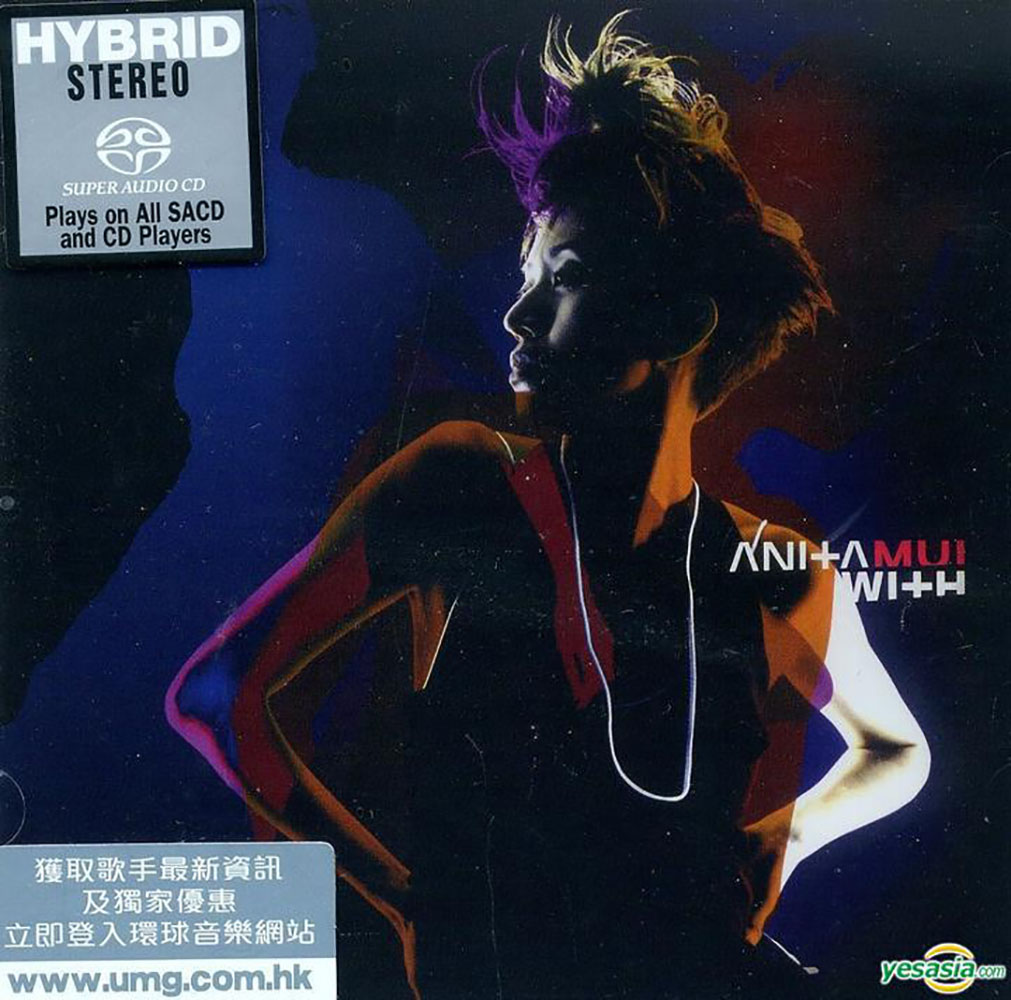 HYBRID
STEREO
SUPER AUDIO CD
Plays on All SACD
and CD Players
ANITA MUI
WITH
獲取歌手最新資訊
及獨家優惠
立即登入環球音樂網站
www.umg.com.hk
yesasia.com